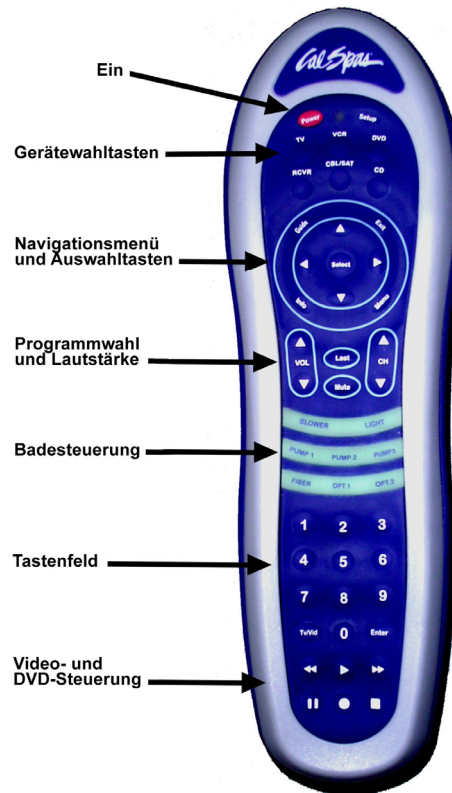 Cal Spas
Ein
Power Setup
TV VCR DVD
Gerätewahltasten
RCVR CBL/SAT CD
Guide Exit
Navigationsmenü
und Auswahltasten
Select
Info Menu
Programmwahl
und Lautstärke
VOL Last CH
Mute
BLOWER LIGHT
Badesteuerung
PUMP 1 PUMP 2 PUMP3
FIBER OPT.1 OPT.2
1 2 3
Tastenfeld
4 5 6
7 8 9
Tv/Vid 0 Enter
Video- und
DVD-Steuerung